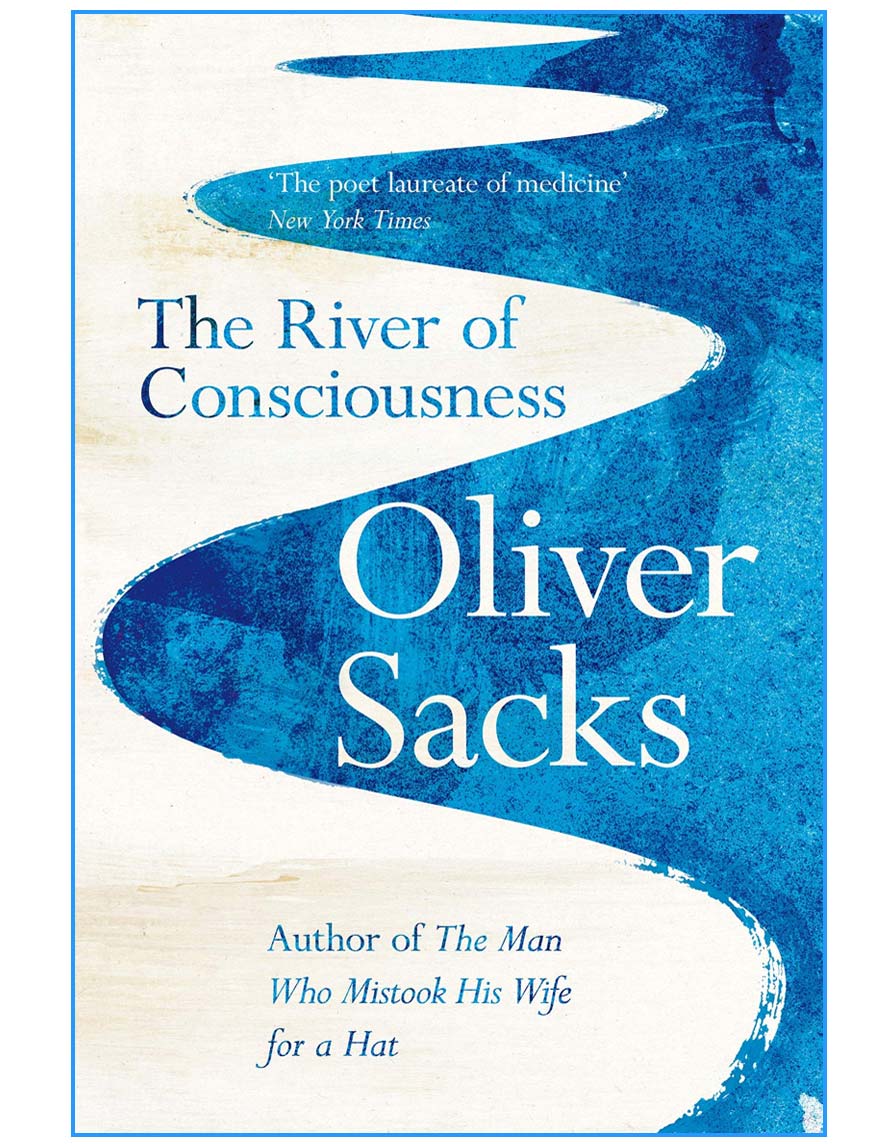 ‘The poet laureate of medicine’
New York Times
The River of
Consciousness
Oliver
Sacks
Author of The Man
Who Mistook His Wife
for a Hat